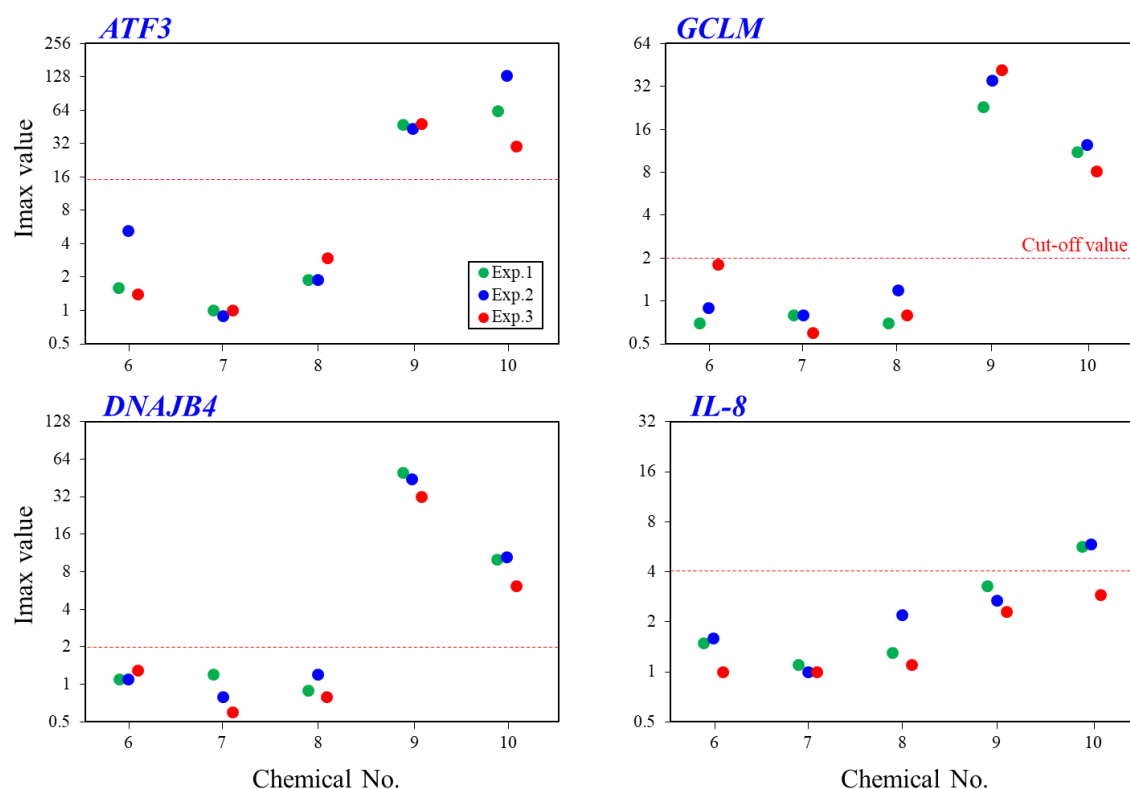 ATF3
Imax value
256
128
64
32
16
8
4
2
1
0.5
6 7 8 9 10
Exp.1
Exp.2
Exp.3
GCLM
64
32
16
8
4
2
1
0.5
6 7 8 9 10
Cut-off value
DNAJB4
Imax value
128
64
32
16
8
4
2
1
0.5
6 7 8 9 10
Chemical No.
IL-8
32
16
8
4
2
1
0.5
6 7 8 9 10
Chemical No.